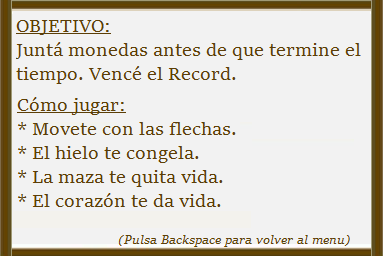 OBJETIVO:
Juntá monedas antes de que termine el
tiempo. Vencé el Record.
Cómo jugar:
* Movete con las flechas.
* El hielo te congela.
* La maza te quita vida.
* El corazón te da vida.
(Pulsa Backspace para volver al menu)